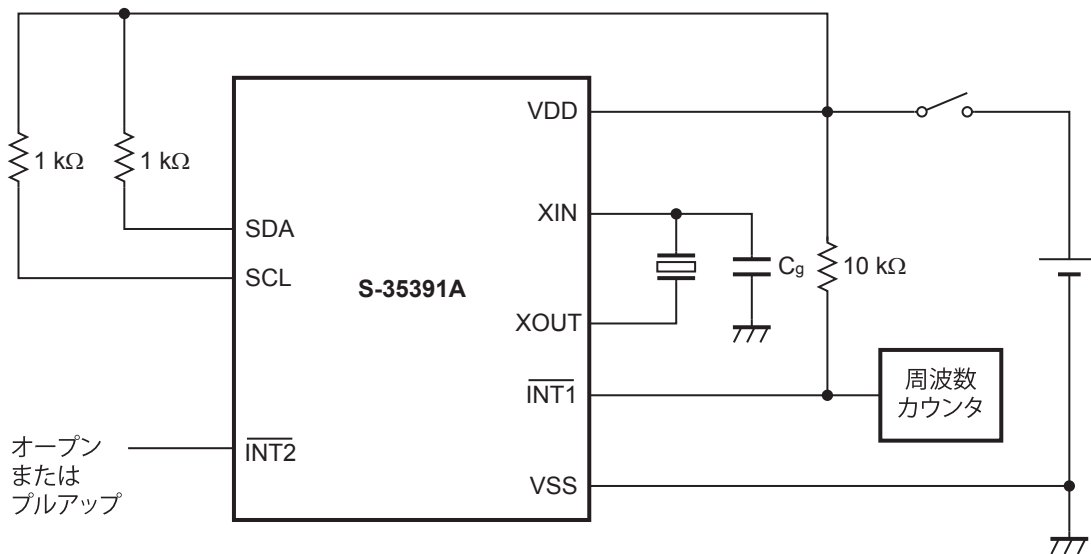 VDD
1 kΩ
1 kΩ
XIN
SDA
SCL
Cg
10 kΩ
S-35391A
XOUT
INT1
周波数
カウンタ
オープン
または
プルアップ
INT2
VSS